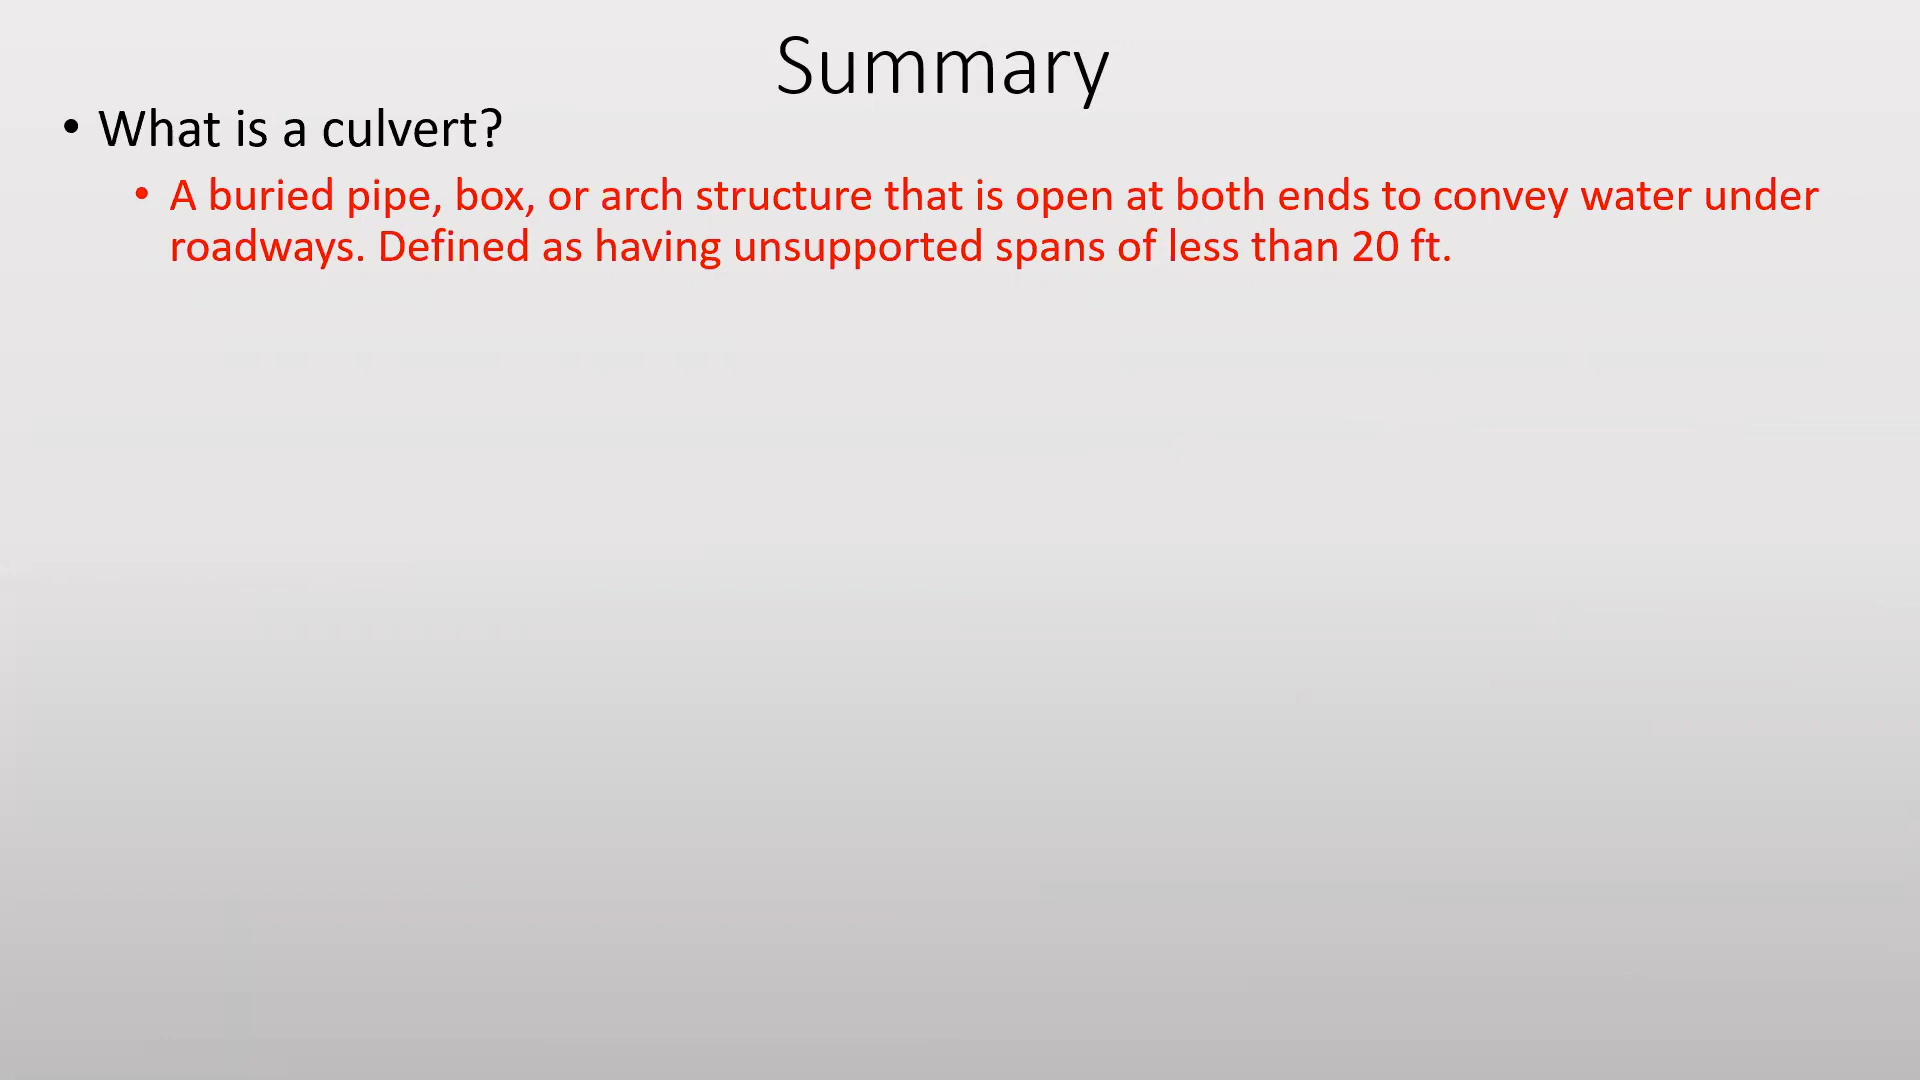 Summary
• What is a culvert?
• A buried pipe, box, or arch structure that is open at both ends to convey water under
roadways. Defined as having unsupported spans of less than 20 ft.